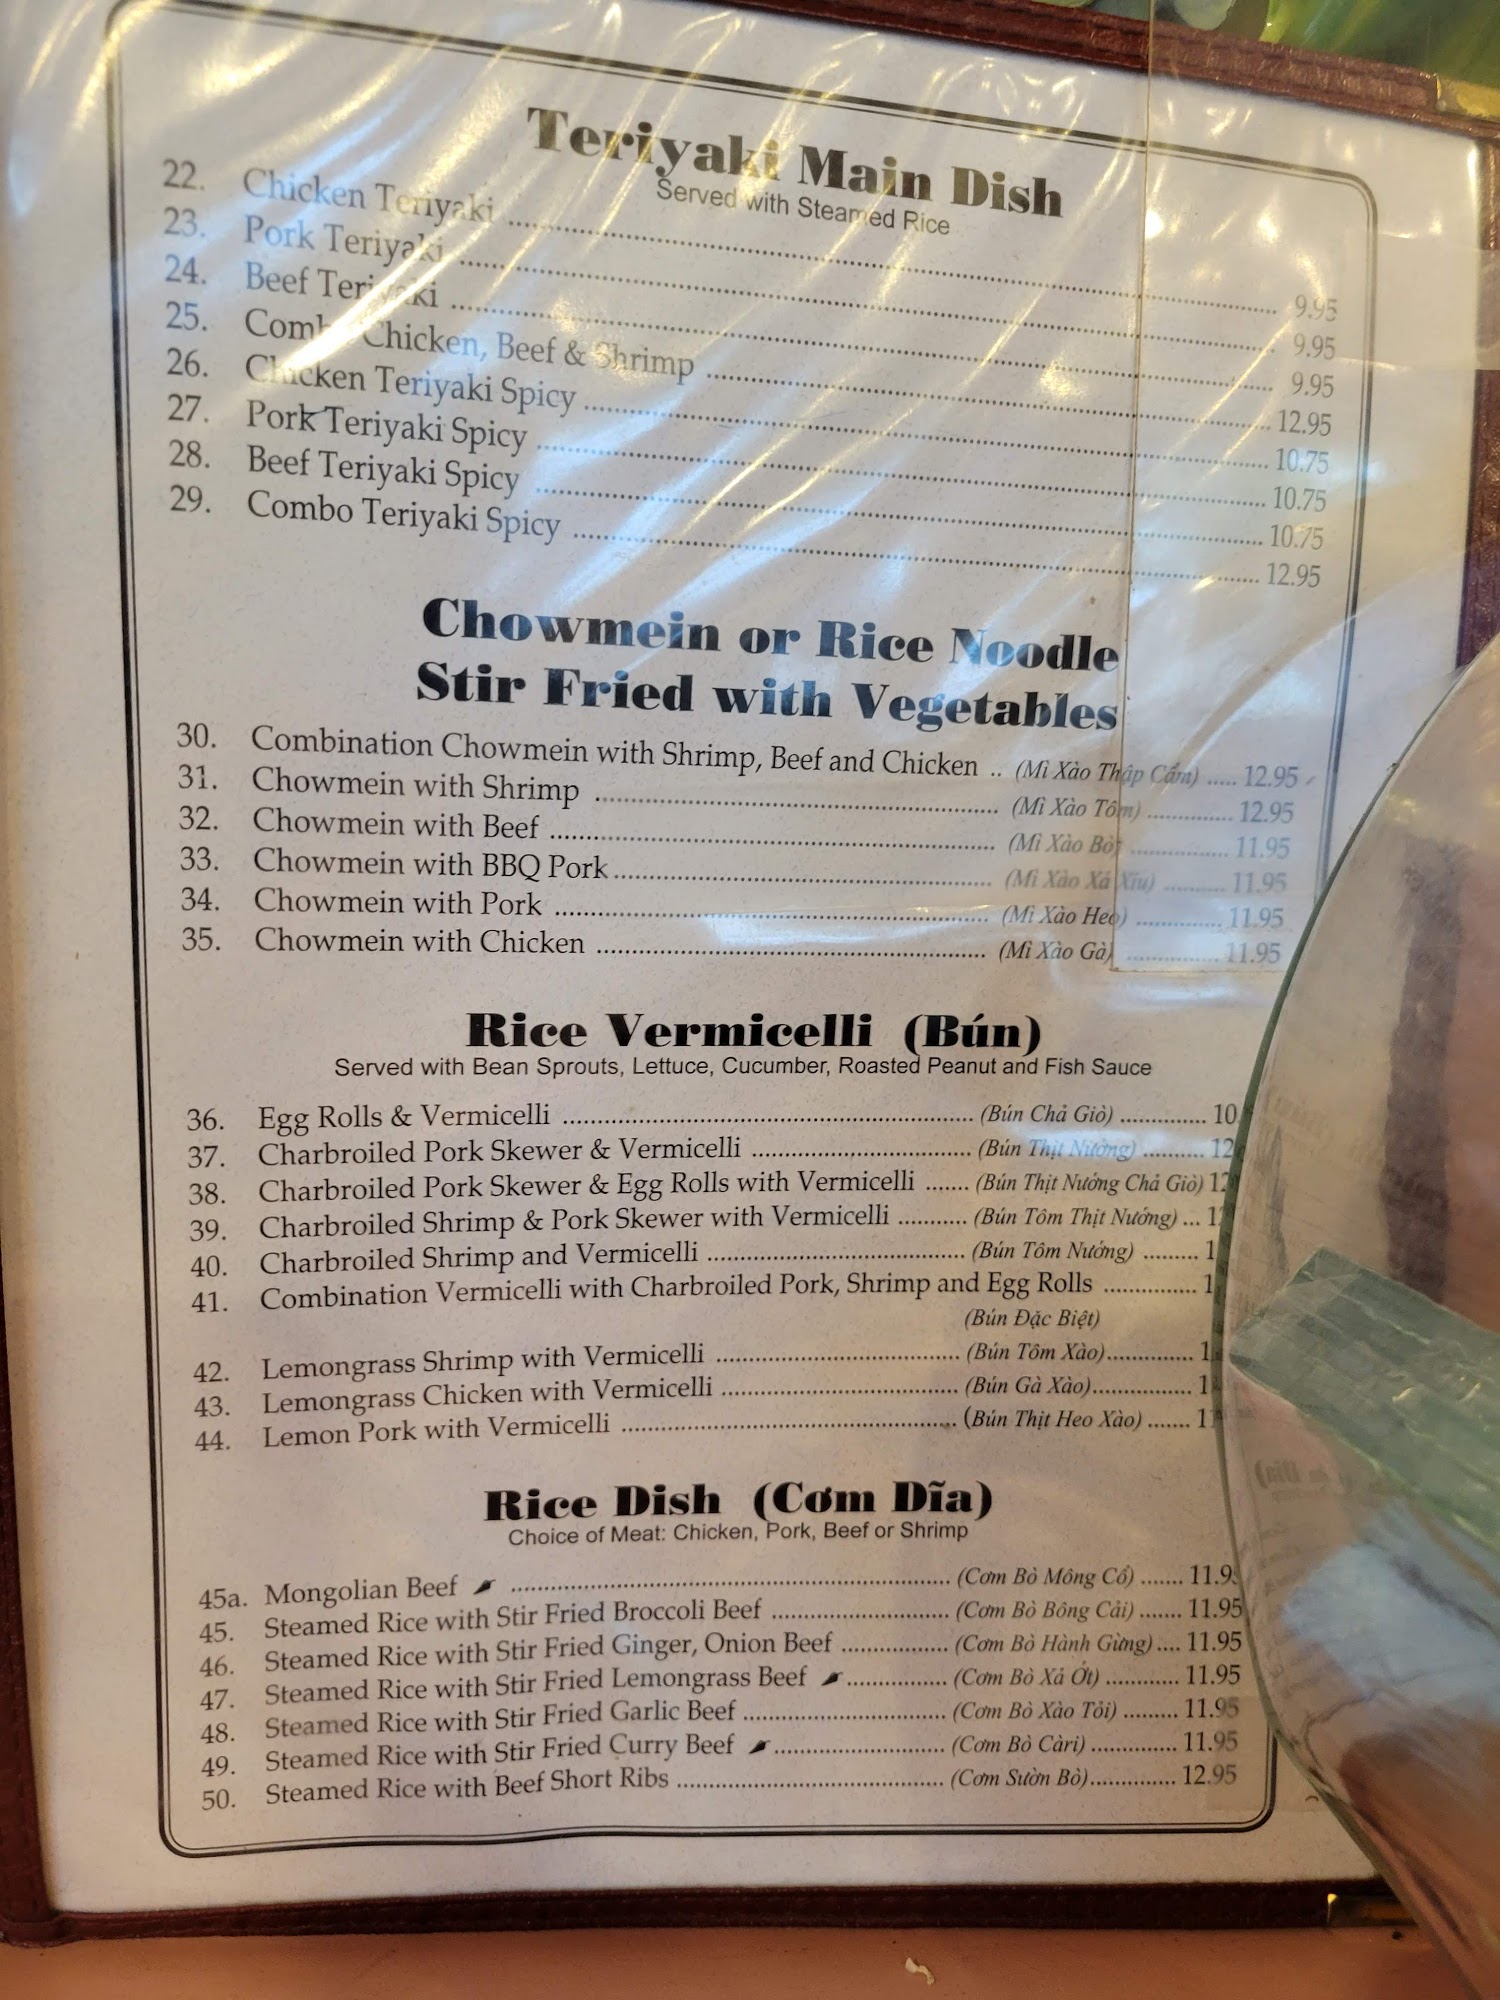 Teriyaki Main Dish
Served with Steamed Rice
22. Chicken Teriyaki 9.95
23. Pork Teriyaki 9.95
24. Beef Teriyaki 9.95
25. Combo Chicken, Beef & Shrimp 12.95
26. Chicken Teriyaki Spicy 10.75
27. Pork Teriyaki Spicy 10.75
28. Beef Teriyaki Spicy 10.75
29. Combo Teriyaki Spicy 12.95
Chowmein or Rice Noodle
Stir Fried with Vegetables
30. Combination Chowmein with Shrimp, Beef and Chicken .. (Mì Xào Thập Cẩm) ..... 12.95
31. Chowmein with Shrimp (Mì Xào Tôm) 12.95
32. Chowmein with Beef (Mì Xào Bò) 11.95
33. Chowmein with BBQ Pork (Mì Xào Xá Xíu) 11.95
34. Chowmein with Pork (Mì Xào Heo) 11.95
35. Chowmein with Chicken (Mì Xào Gà) 11.95
Rice Vermicelli (Bún)
Served with Bean Sprouts, Lettuce, Cucumber, Roasted Peanut and Fish Sauce
36. Egg Rolls & Vermicelli (Bún Chả Giò) 10
37. Charbroiled Pork Skewer & Vermicelli (Bún Thịt Nướng) 12
38. Charbroiled Pork Skewer & Egg Rolls with Vermicelli (Bún Thịt Nướng Chả Giò)
39. Charbroiled Shrimp & Pork Skewer with Vermicelli (Bún Tôm Thịt Nướng)
40. Charbroiled Shrimp and Vermicelli (Bún Tôm Nướng)
41. Combination Vermicelli with Charbroiled Pork, Shrimp and Egg Rolls
(Bún Đặc Biệt)
42. Lemongrass Shrimp with Vermicelli (Bún Tôm Xào)
43. Lemongrass Chicken with Vermicelli (Bún Gà Xào)
44. Lemon Pork with Vermicelli (Bún Thịt Heo Xào)
Rice Dish (Cơm Dĩa)
Choice of Meat: Chicken, Pork, Beef or Shrimp
45a. Mongolian Beef (Cơm Bò Mông Cổ) 11.9
45. Steamed Rice with Stir Fried Broccoli Beef (Cơm Bò Bông Cải) 11.95
46. Steamed Rice with Stir Fried Ginger, Onion Beef (Cơm Bò Hành Gừng) 11.95
47. Steamed Rice with Stir Fried Lemongrass Beef (Cơm Bò Xả Ớt) 11.95
48. Steamed Rice with Stir Fried Garlic Beef (Cơm Bò Xào Tỏi) 11.95
49. Steamed Rice with Stir Fried Curry Beef (Cơm Bò Càri) 11.95
50. Steamed Rice with Beef Short Ribs (Cơm Sườn Bò) 12.95